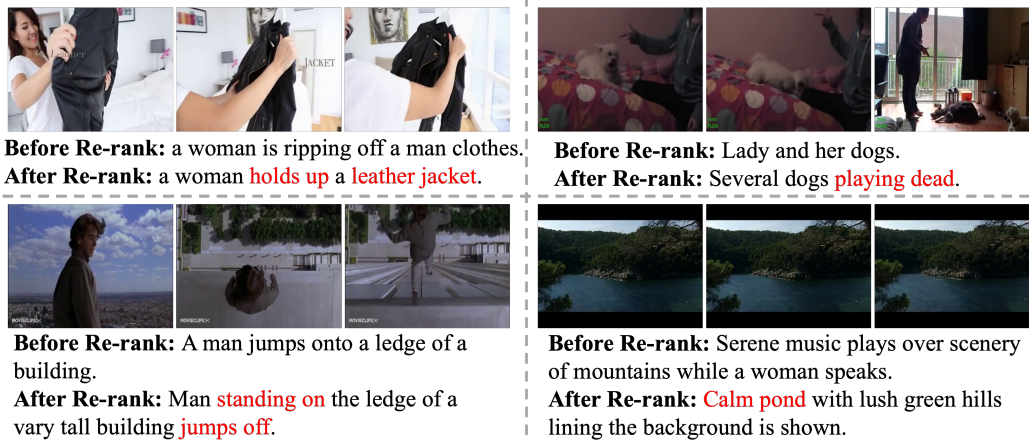 Leather
JACKET
Before Re-rank: a woman is ripping off a man clothes.
After Re-rank: a woman holds up a leather jacket.
Before Re-rank: Lady and her dogs.
After Re-rank: Several dogs playing dead.
MOVIECLIPS
MOVIECLIPS
MOVIECLIPS
Before Re-rank: A man jumps onto a ledge of a
building.
After Re-rank: Man standing on the ledge of a
vary tall building jumps off.
Before Re-rank: Serene music plays over scenery
of mountains while a woman speaks.
After Re-rank: Calm pond with lush green hills
lining the background is shown.